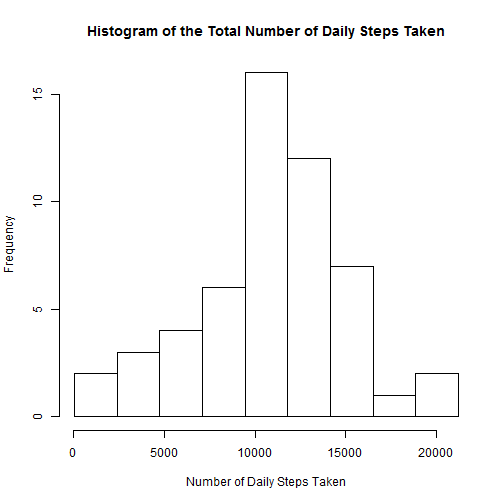 Histogram of the Total Number of Daily Steps Taken
Frequency
15
10
5
0
0 5000 10000 15000 20000
Number of Daily Steps Taken